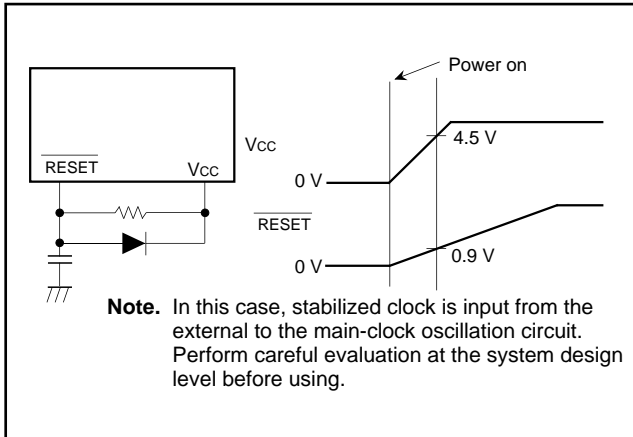 Power on
VCC
4.5 V
RESET
VCC
0 V
RESET
0.9 V
0 V
Note. In this case, stabilized clock is input from the
external to the main-clock oscillation circuit.
Perform careful evaluation at the system design
level before using.